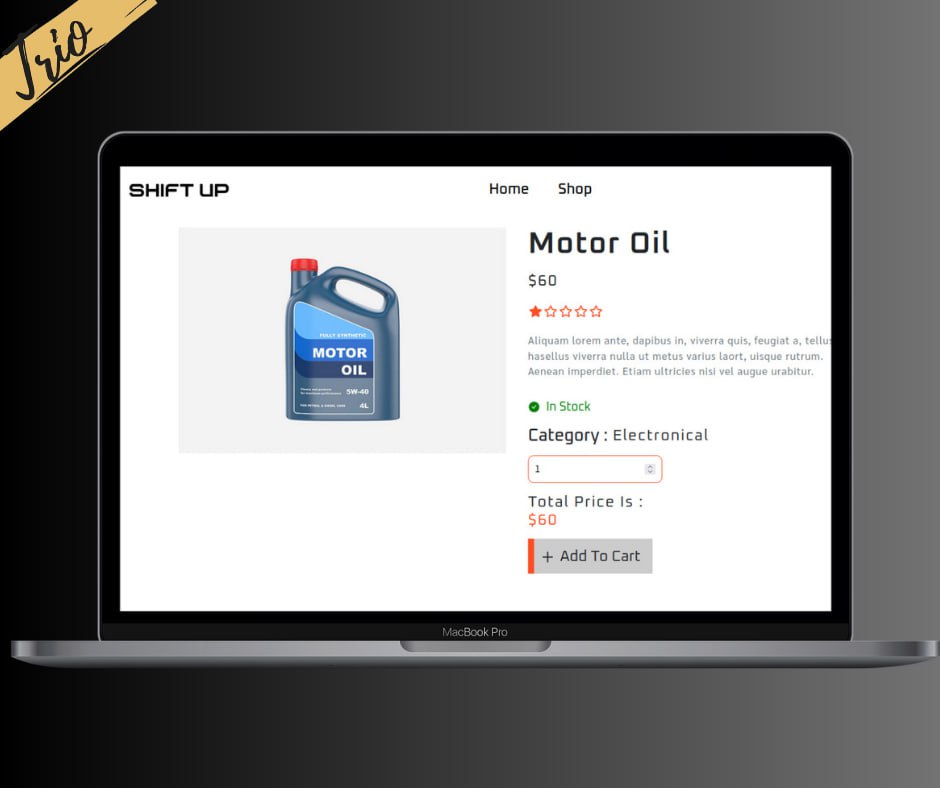 Trio
SHIFT UP
Home Shop
Motor Oil
$60
Aliquam lorem ante, dapibus in, viverra quis, feugiat a, tellus
hasellus viverra nulla ut metus varius laort, uisque rutrum.
Aenean imperdiet. Etiam ultricies nisi vel augue urabitur.
In Stock
Category : Electronical
1
Total Price Is :
$60
+ Add To Cart
FULLY SYNTHETIC
MOTOR
OIL
5W-40
4L
MacBook Pro